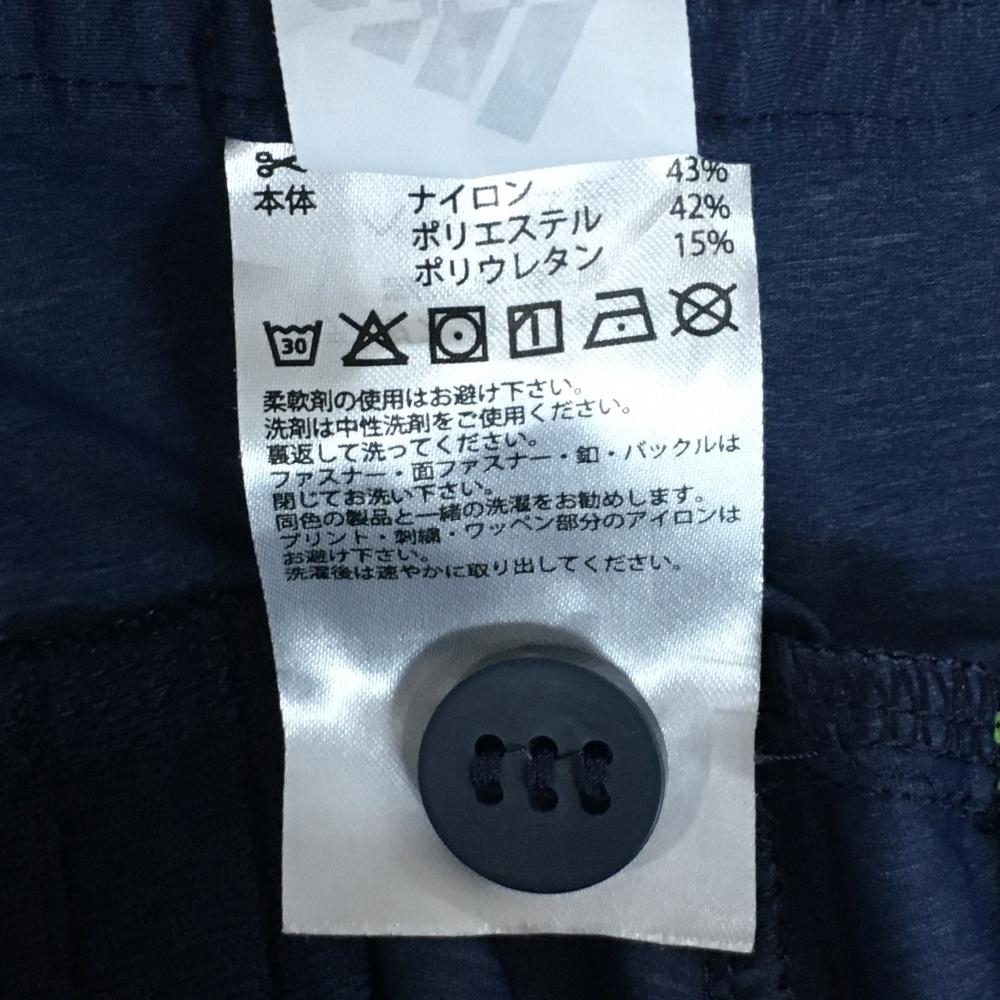 本体 ナイロン 43%
ポリエステル 42%
ポリウレタン 15%
30
柔軟剤の使用はお避け下さい。
洗剤は中性洗剤をご使用ください。
裏返して洗ってください。
ファスナー・面ファスナー・釦・バックルは
閉じてお洗い下さい。
同色の製品と一緒の洗濯をお勧めします。
プリント・刺繍・ワッペン部分のアイロンは
お避け下さい。
洗濯後は速やかに取り出してください。